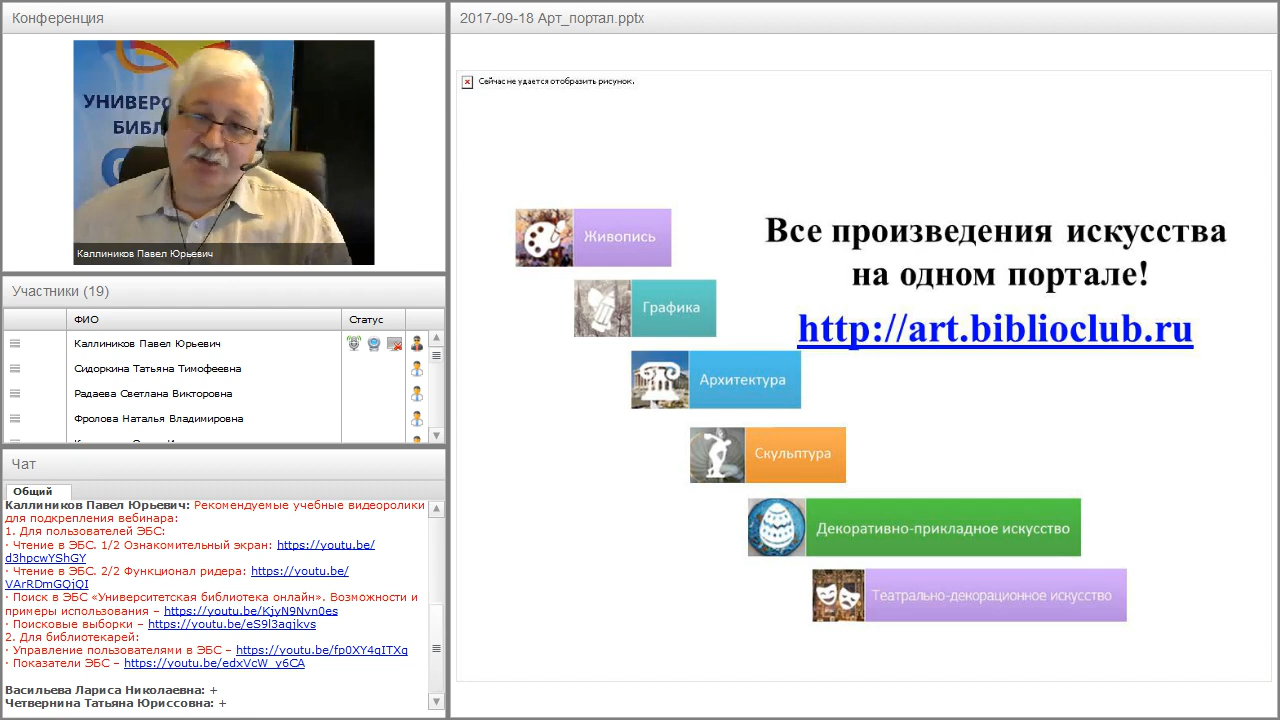 Конференция
УНИВЕРС
БИБЛ
Каллиников Павел Юрьевич
Участники (19)
ФИО
Статус
Каллиников Павел Юрьевич
Сидоркина Татьяна Тимофеевна
Радаева Светлана Викторовна
Фролова Наталья Владимировна
Чат
Общий
Каллиников Павел Юрьевич: Рекомендуемые учебные видеоролики
для подкрепления вебинара:
1. Для пользователей ЭБС:
· Чтение в ЭБС. 1/2 Ознакомительный экран: https://youtu.be/
d3hpcwYShGY
· Чтение в ЭБС. 2/2 Функционал ридера: https://youtu.be/
VArRDmGQjQI
· Поиск в ЭБС «Университетская библиотека онлайн». Возможности и
примеры использования – https://youtu.be/KjyN9Nvn0es
· Поисковые выборки – https://youtu.be/eS9l3aqjkvs
2. Для библиотекарей:
· Управление пользователями в ЭБС – https://youtu.be/fp0XY4qITXg
· Показатели ЭБС – https://youtu.be/edxVcW_y6CA
Васильева Лариса Николаевна: +
Четвернина Татьяна Юриссовна: +
2017-09-18 Арт_портал.pptx
Сейчас не удается отобразить рисунок.
Все произведения искусства
на одном портале!
http://art.biblioclub.ru
Живопись
Графика
Архитектура
Скульптура
Декоративно-прикладное искусство
Театрально-декорационное искусство